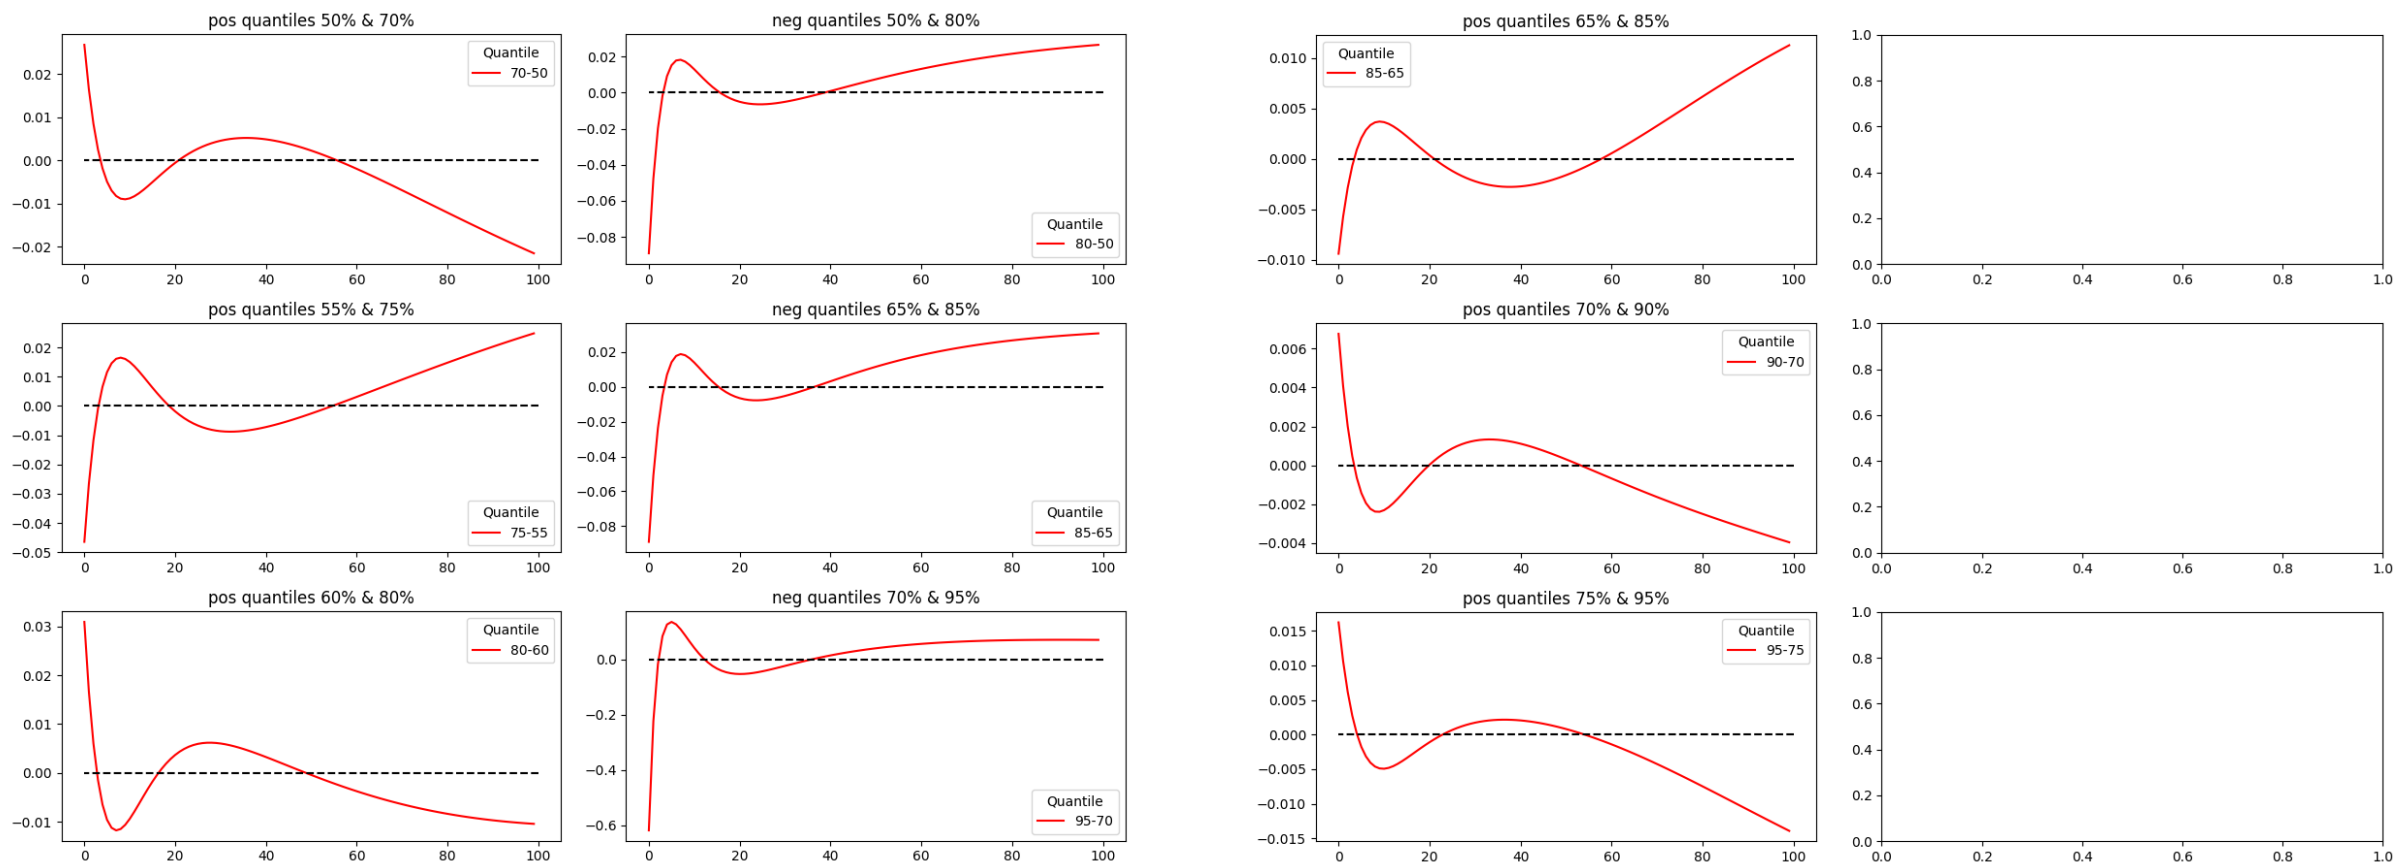 pos quantiles 50% & 70%
Quantile
70-50
0.02
0.01
0.00
−0.01
−0.02
0 20 40 60 80 100
neg quantiles 50% & 80%
0.02
0.00
−0.02
−0.04
−0.06
−0.08
Quantile
80-50
0 20 40 60 80 100
pos quantiles 65% & 85%
Quantile
85-65
0.010
0.005
0.000
−0.005
−0.010
0 20 40 60 80 100
1.0
0.8
0.6
0.4
0.2
0.0
0.0 0.2 0.4 0.6 0.8 1.0
pos quantiles 55% & 75%
0.02
0.01
0.00
−0.01
−0.02
−0.03
−0.04
−0.05
Quantile
75-55
0 20 40 60 80 100
neg quantiles 65% & 85%
0.02
0.00
−0.02
−0.04
−0.06
−0.08
Quantile
85-65
0 20 40 60 80 100
pos quantiles 70% & 90%
Quantile
90-70
0.006
0.004
0.002
0.000
−0.002
−0.004
0 20 40 60 80 100
1.0
0.8
0.6
0.4
0.2
0.0
0.0 0.2 0.4 0.6 0.8 1.0
pos quantiles 60% & 80%
Quantile
80-60
0.03
0.02
0.01
0.00
−0.01
0 20 40 60 80 100
neg quantiles 70% & 95%
0.0
−0.2
−0.4
−0.6
Quantile
95-70
0 20 40 60 80 100
pos quantiles 75% & 95%
Quantile
95-75
0.015
0.010
0.005
0.000
−0.005
−0.010
−0.015
0 20 40 60 80 100
1.0
0.8
0.6
0.4
0.2
0.0
0.0 0.2 0.4 0.6 0.8 1.0